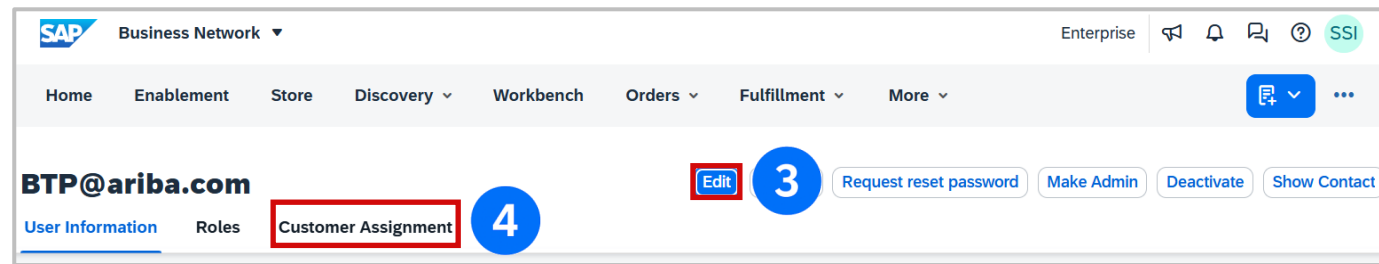 SAP Business Network Enterprise SSI
Home Enablement Store Discovery Workbench Orders Fulfillment More
BTP@ariba.com Edit 3 Request reset password Make Admin Deactivate Show Contact
User Information Roles Customer Assignment 4